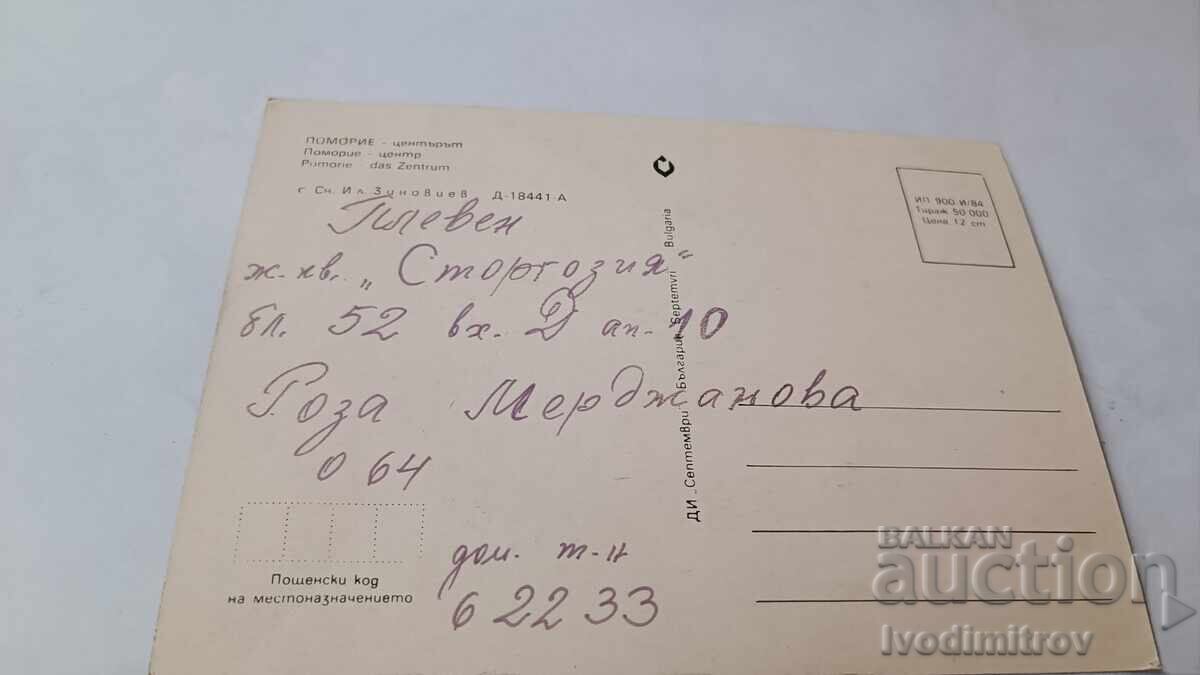 ПОМОРИЕ - центърът
Поморие - центр
Pomorie - das Zentrum
с Сн. Ил. Зиновиев Д-18441-А
Плевен
ж. кв. „Сторгозия"
бл. 52 вх. Д ап. 10
Роза Мерджанова
064
дом. т-н
62233
Пощенски код
на местоназначението
ДИ „Септември" България Septemvri Bulgaria
ИП 900 И/84
Тираж 50 000
Цена 12 ст
BALKAN
auction
Ivodimitrov